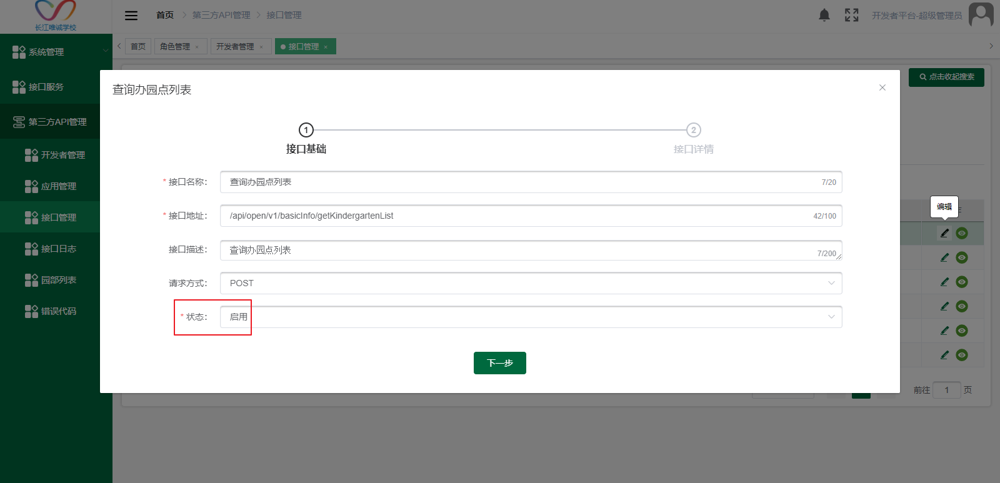 长江唯诚学校
首页 > 第三方API管理 > 接口管理
开发者平台-超级管理员
首页
角色管理 ×
开发者管理 ×
接口管理 ×
系统管理
接口服务
第三方API管理
开发者管理
应用管理
接口管理
接口日志
园部列表
错误代码
点击收起搜索
查询办园点列表
1
2
接口基础
接口详情
* 接口名称： 查询办园点列表 7/20
* 接口地址： /api/open/v1/basicInfo/getKindergartenList 42/100
接口描述： 查询办园点列表 7/200
请求方式： POST
* 状态： 启用
下一步
编辑
前往 1 页